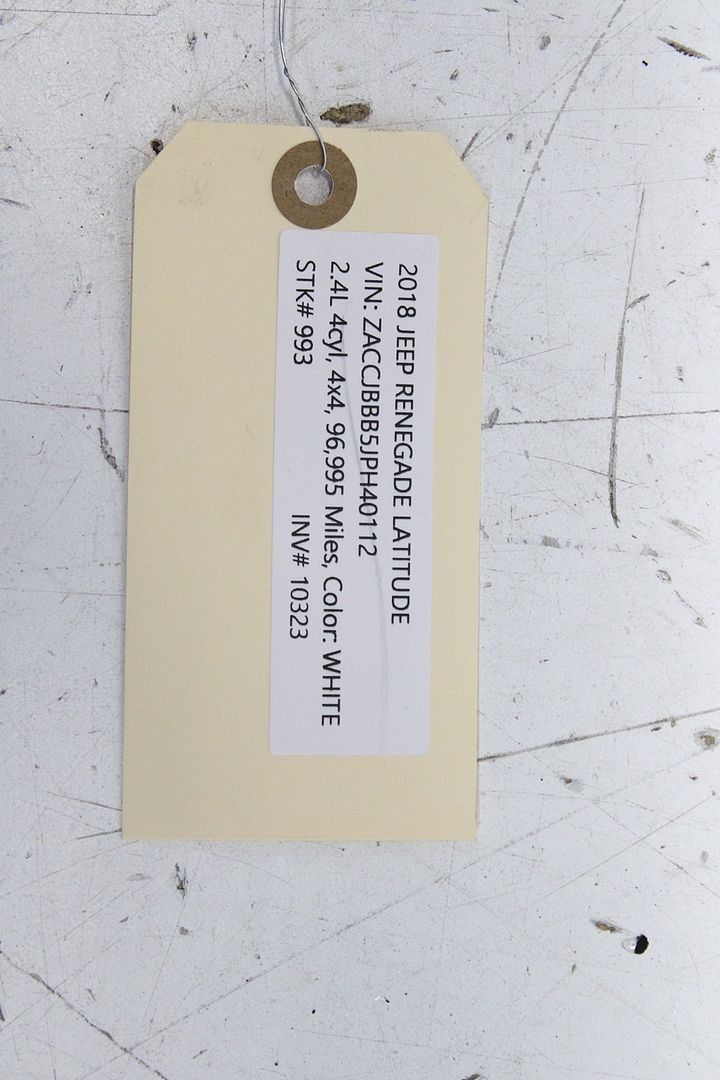 2018 JEEP RENEGADE LATITUDE
VIN: ZACCJBBB5JPH40112
2.4L 4cyl, 4x4, 96,995 Miles, Color: WHITE
STK# 993 INV# 10323